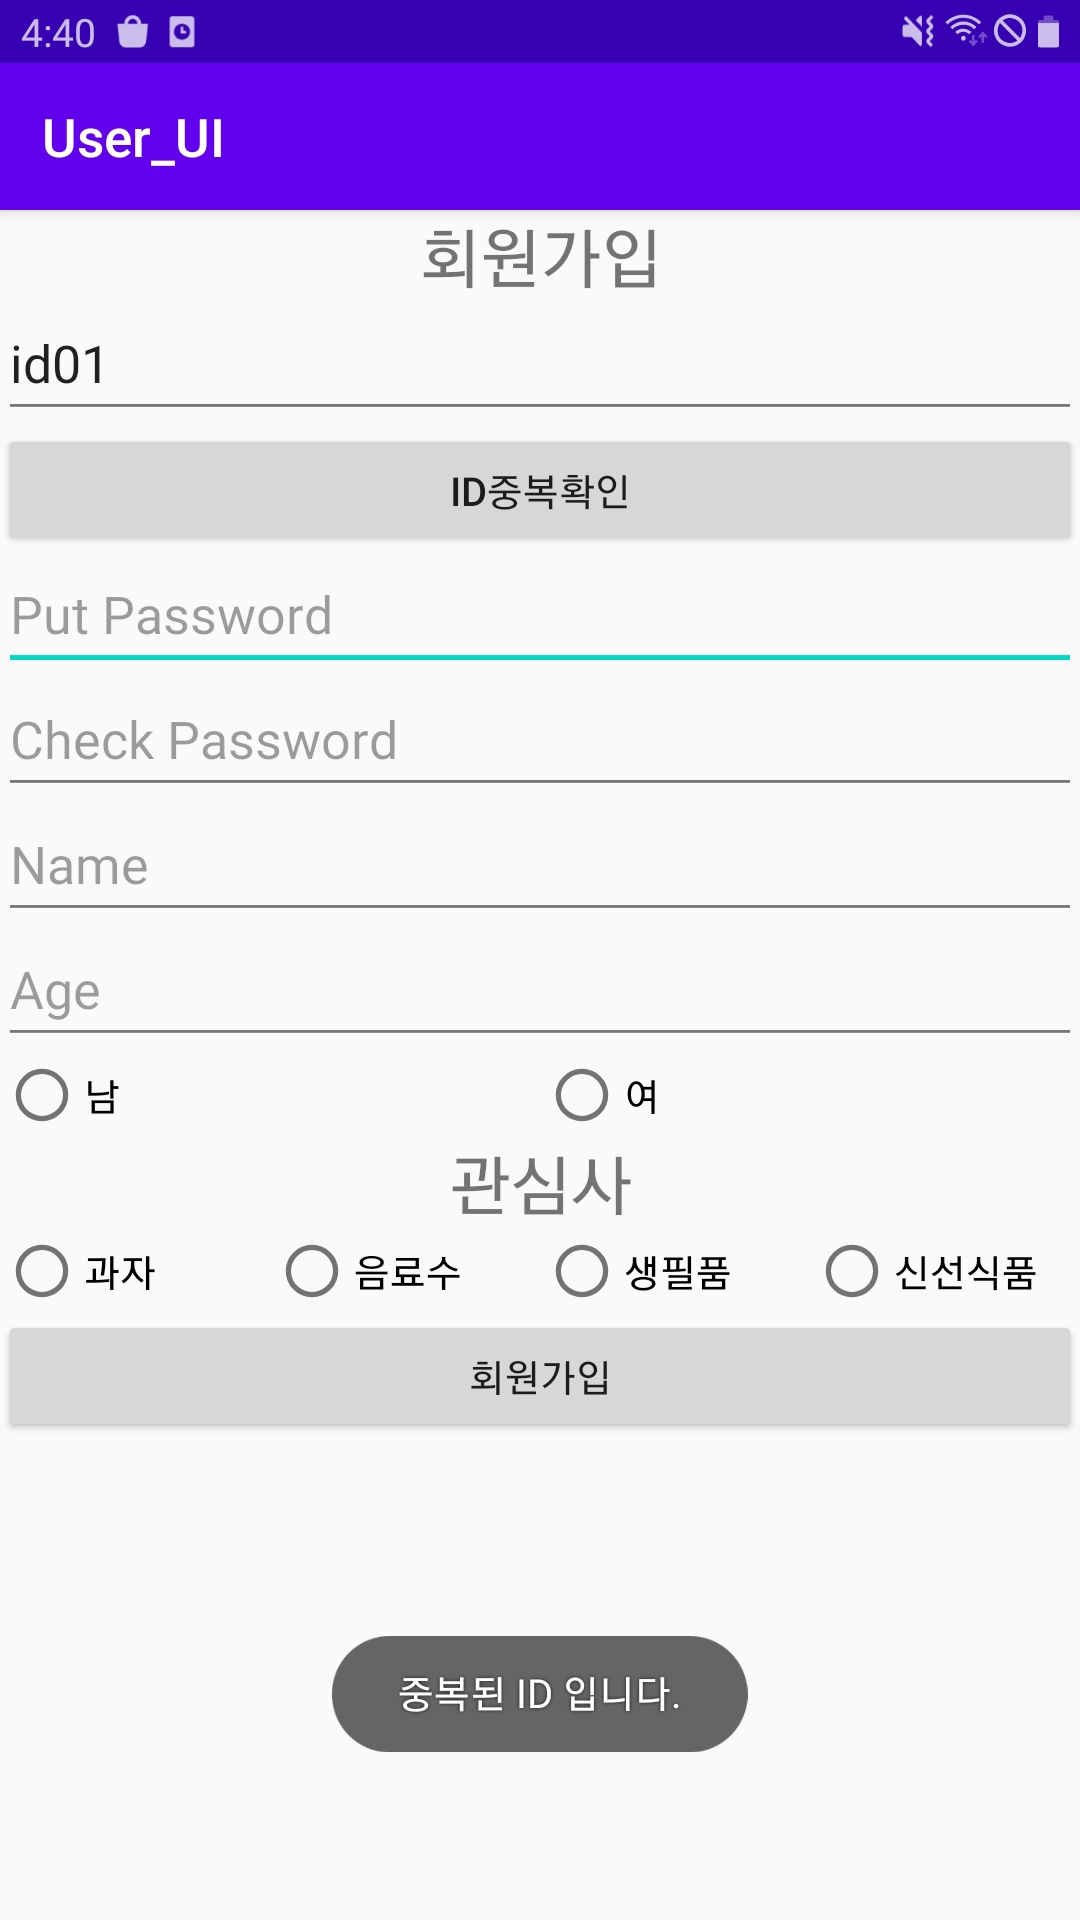 4:40
User_UI
회원가입
id01
ID중복확인
Put Password
Check Password
Name
Age
남 여
관심사
과자 음료수 생필품 신선식품
회원가입
중복된 ID 입니다.